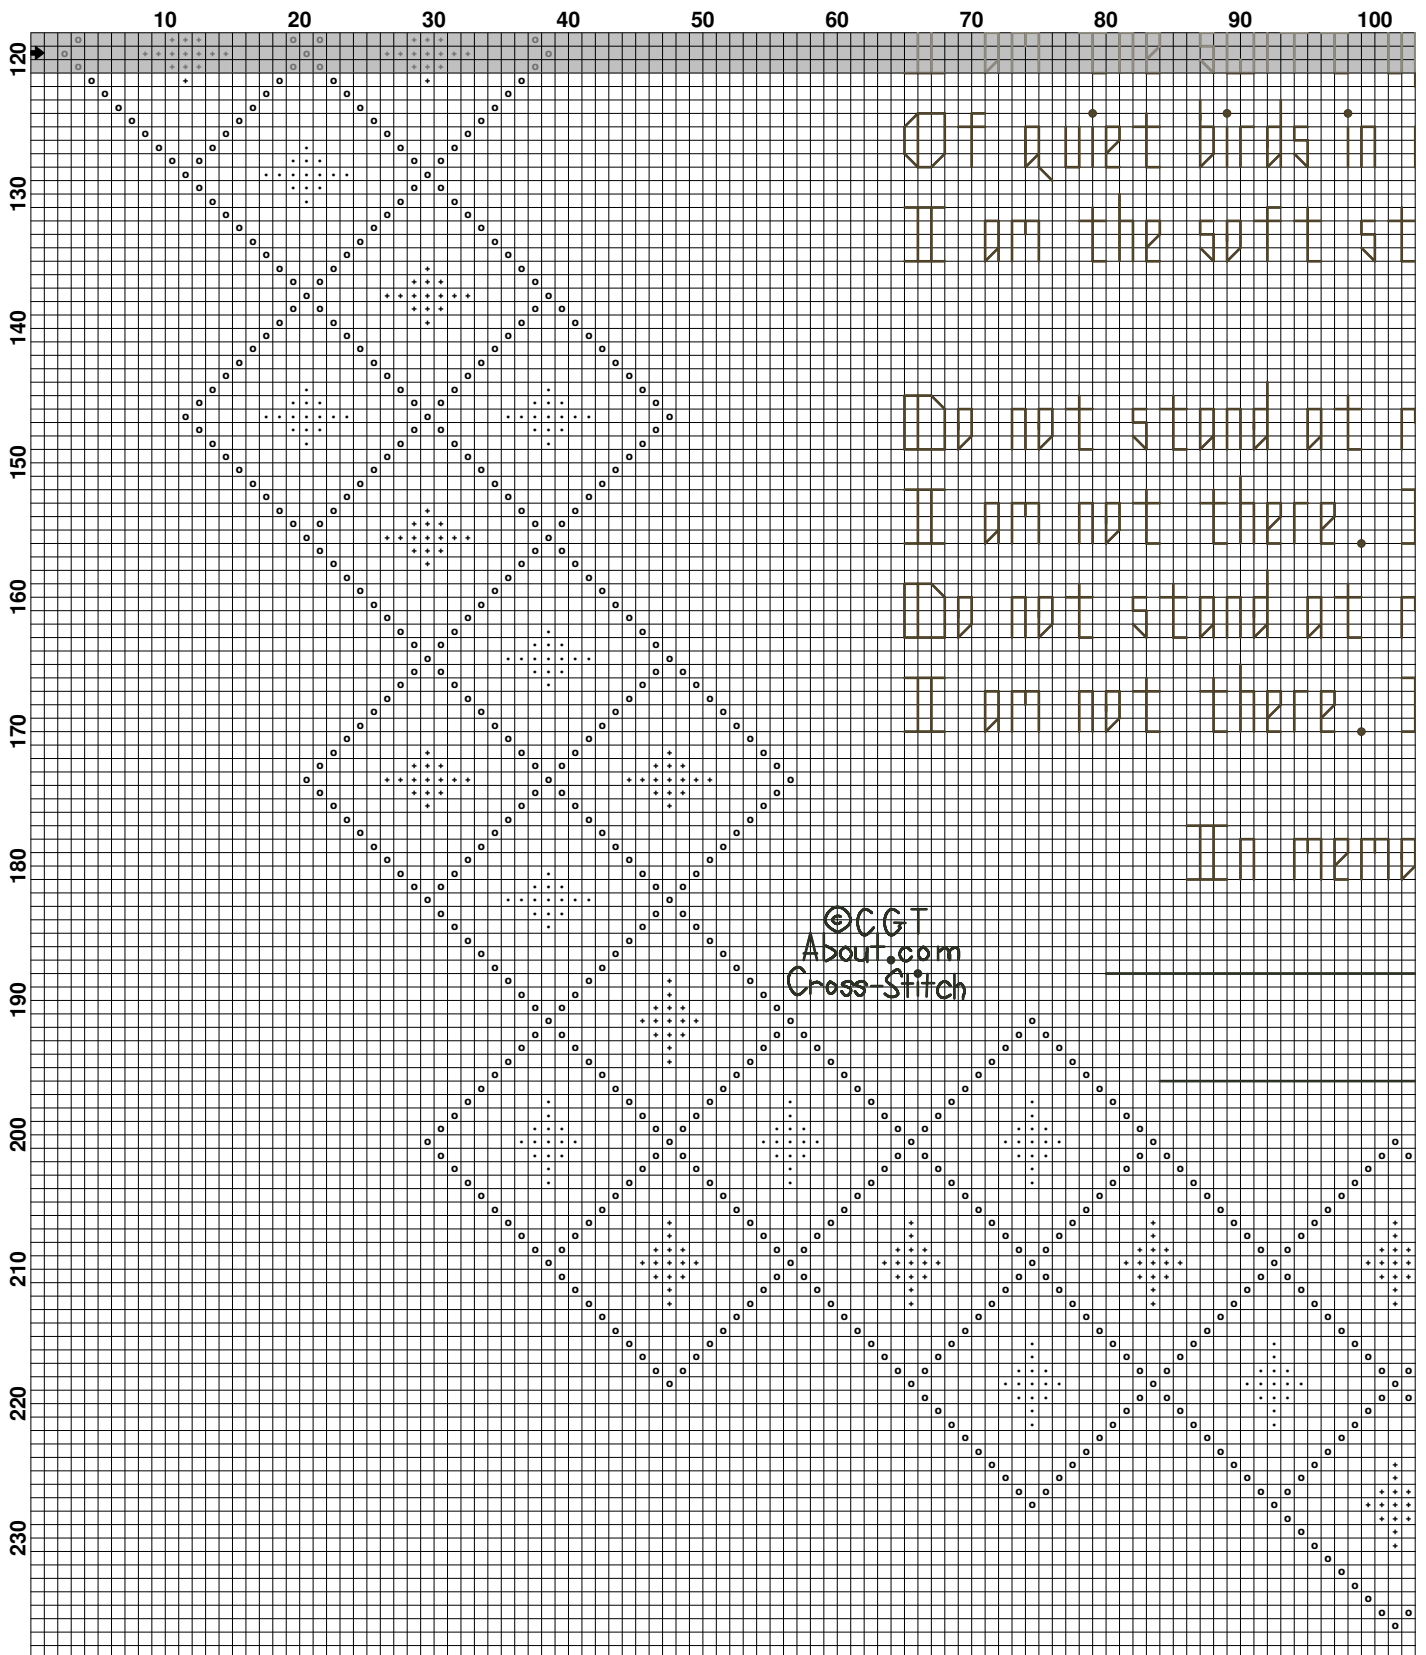 10 20 30 40 50 60 70 80 90 100
120
Of quiet birds in
130
I am the soft st
140
Do not stand at
150
I am not there.
160
Do not stand at
170
I am not there.
180
In memo
©CGT
About.com
Cross-Stitch
190
200
210
220
230